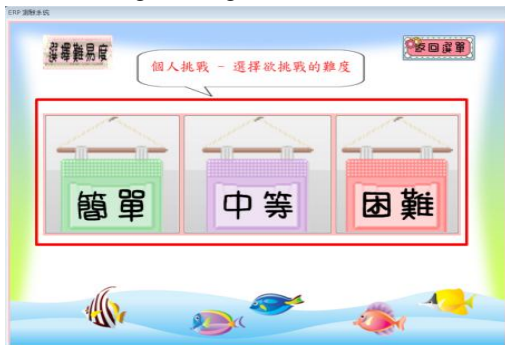 ERP 測驗系統
選擇難易度
返回選單
個人挑戰 - 選擇欲挑戰的難度
簡單
中等
困難